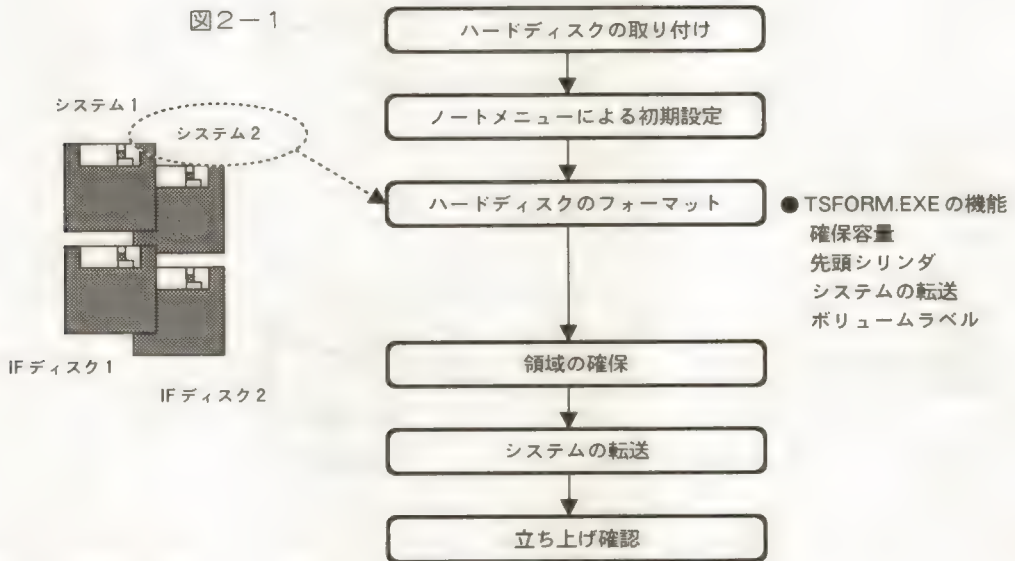 図2-1
ハードディスクの取り付け
ノートメニューによる初期設定
システム1
システム2
ハードディスクのフォーマット
● TSFORM.EXEの機能
確保容量
先頭シリンダ
システムの転送
ボリュームラベル
IFディスク1
IFディスク2
領域の確保
システムの転送
立ち上げ確認